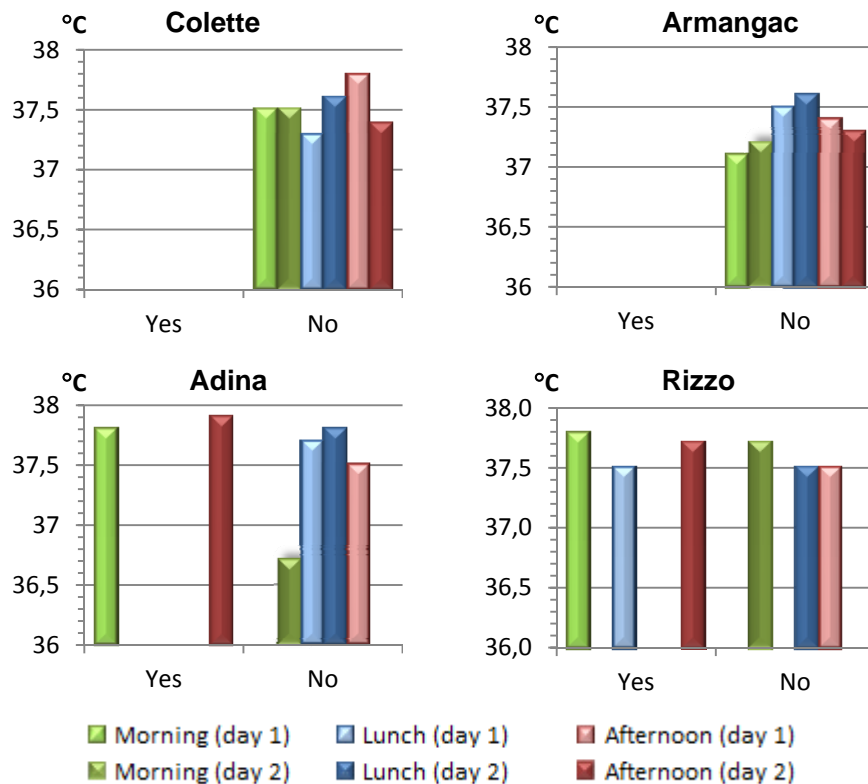 °C Colette
38
37,5
37
36,5
36
Yes No
°C Armangac
38
37,5
37
36,5
36
Yes No
°C Adina
38
37,5
37
36,5
36
Yes No
°C Rizzo
38,0
37,5
37,0
36,5
36,0
Yes No
Morning (day 1) Lunch (day 1) Afternoon (day 1)
Morning (day 2) Lunch (day 2) Afternoon (day 2)